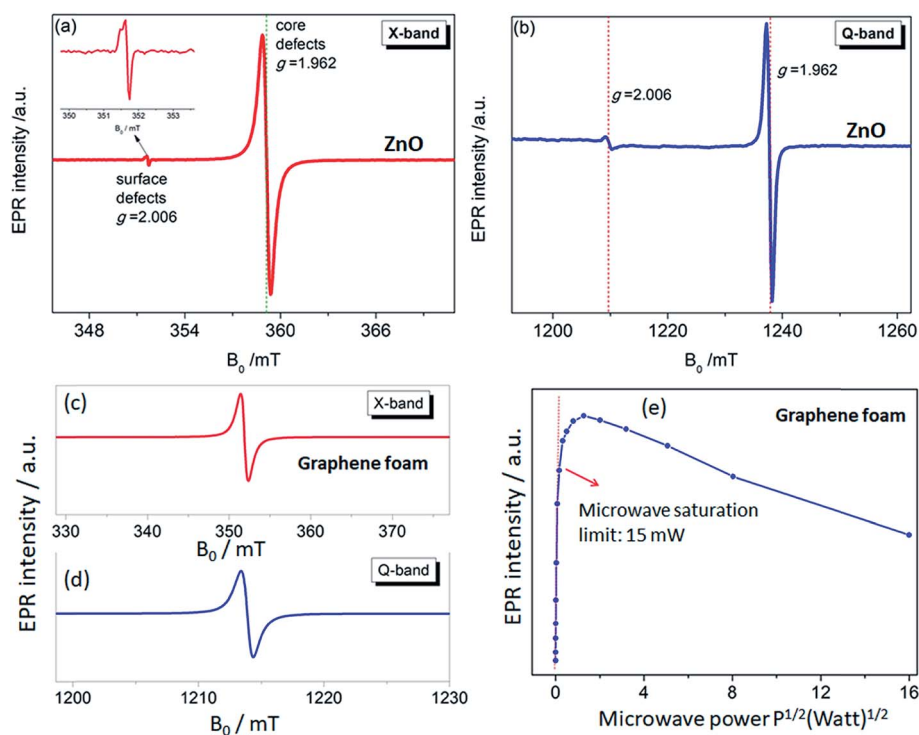 (a)
X-band
core
defects
g=1.962
350 351 352 353
B₀ / mT
ZnO
surface
defects
g=2.006
EPR intensity /a.u.
348 354 360 366
B₀ /mT
(b)
Q-band
g=1.962
g=2.006
ZnO
EPR intensity /a.u.
1200 1220 1240 1260
B₀ /mT
(c)
X-band
Graphene foam
330 340 350 360 370
B₀ / mT
EPR intensity / a.u.
(d)
Q-band
1200 1210 1220 1230
B₀ / mT
(e)
Graphene foam
Microwave saturation
limit: 15 mW
EPR intensity / a.u.
0 4 8 12 16
Microwave power P^1/2(Watt)^1/2